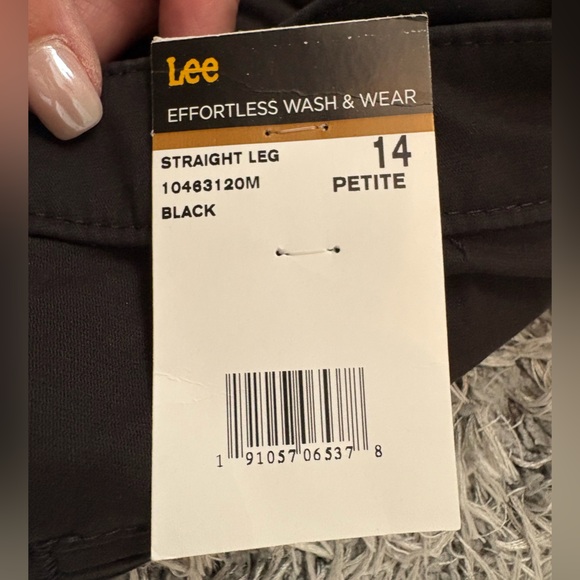 Lee
EFFORTLESS WASH & WEAR
STRAIGHT LEG 14
10463120M PETITE
BLACK
1 91057 06537 8